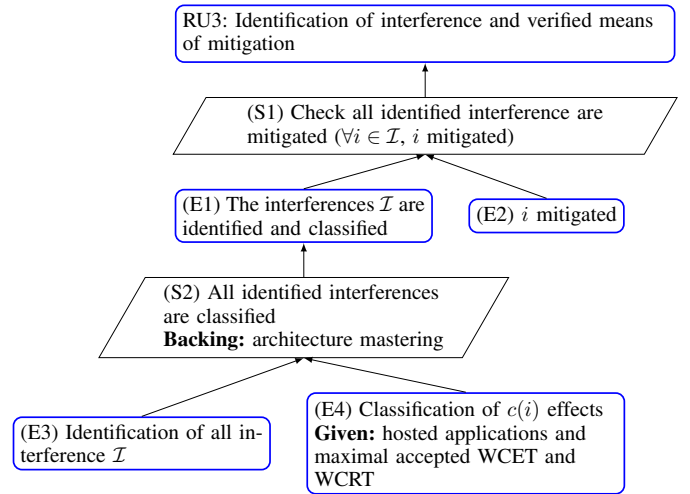 RU3: Identification of interference and verified means
of mitigation
(S1) Check all identified interference are
mitigated (∀i ∈ ℐ, i mitigated)
(E1) The interferences ℐ are
identified and classified
(E2) i mitigated
(S2) All identified interferences
are classified
Backing: architecture mastering
(E3) Identification of all in-
terference ℐ
(E4) Classification of c(i) effects
Given: hosted applications and
maximal accepted WCET and
WCRT